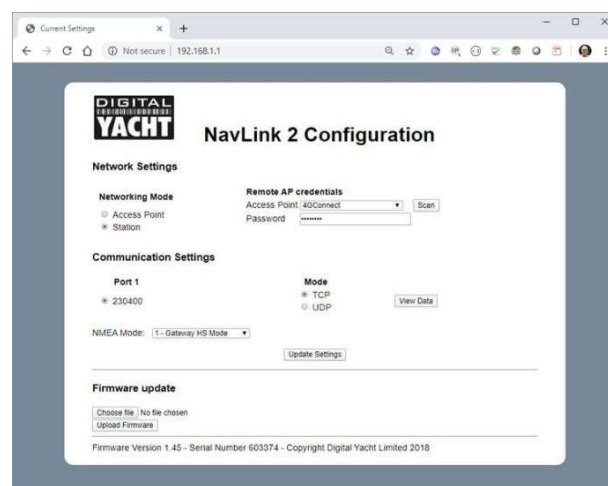 Current Settings
Not secure | 192.168.1.1
DIGITAL
YACHT
NavLink 2 Configuration
Network Settings
Networking Mode
Access Point
Station
Remote AP credentials
Access Point 4GConnect Scan
Password ••••••••
Communication Settings
Port 1
230400
Mode
TCP
UDP
View Data
NMEA Mode: 1 - Gateway HS Mode
Update Settings
Firmware update
Choose file No file chosen
Upload Firmware
Firmware Version 1.45 - Serial Number 603374 - Copyright Digital Yacht Limited 2018